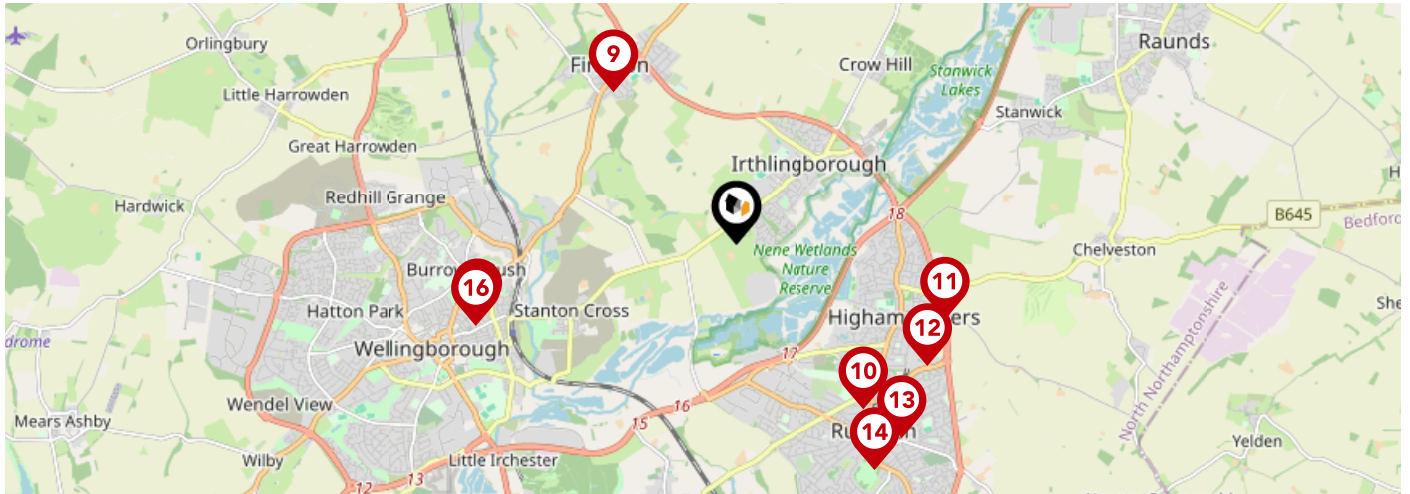 Orlingbury
9
Raunds
Crow Hill
Stanwick
Lakes
Little Harrowden
Stanwick
Great Harrowden
Irthlingborough
Redhill Grange
Hardwick
18
B645
Bedford
Nene Wetlands
Nature
Reserve
Chelveston
16
11
Hatton Park
Stanton Cross
12
North Northamptonshire
drome
Wellingborough
17
10
Wendel View
16
13
Mears Ashby
15
14
Yelden
Wilby
Little Irchester
12
13